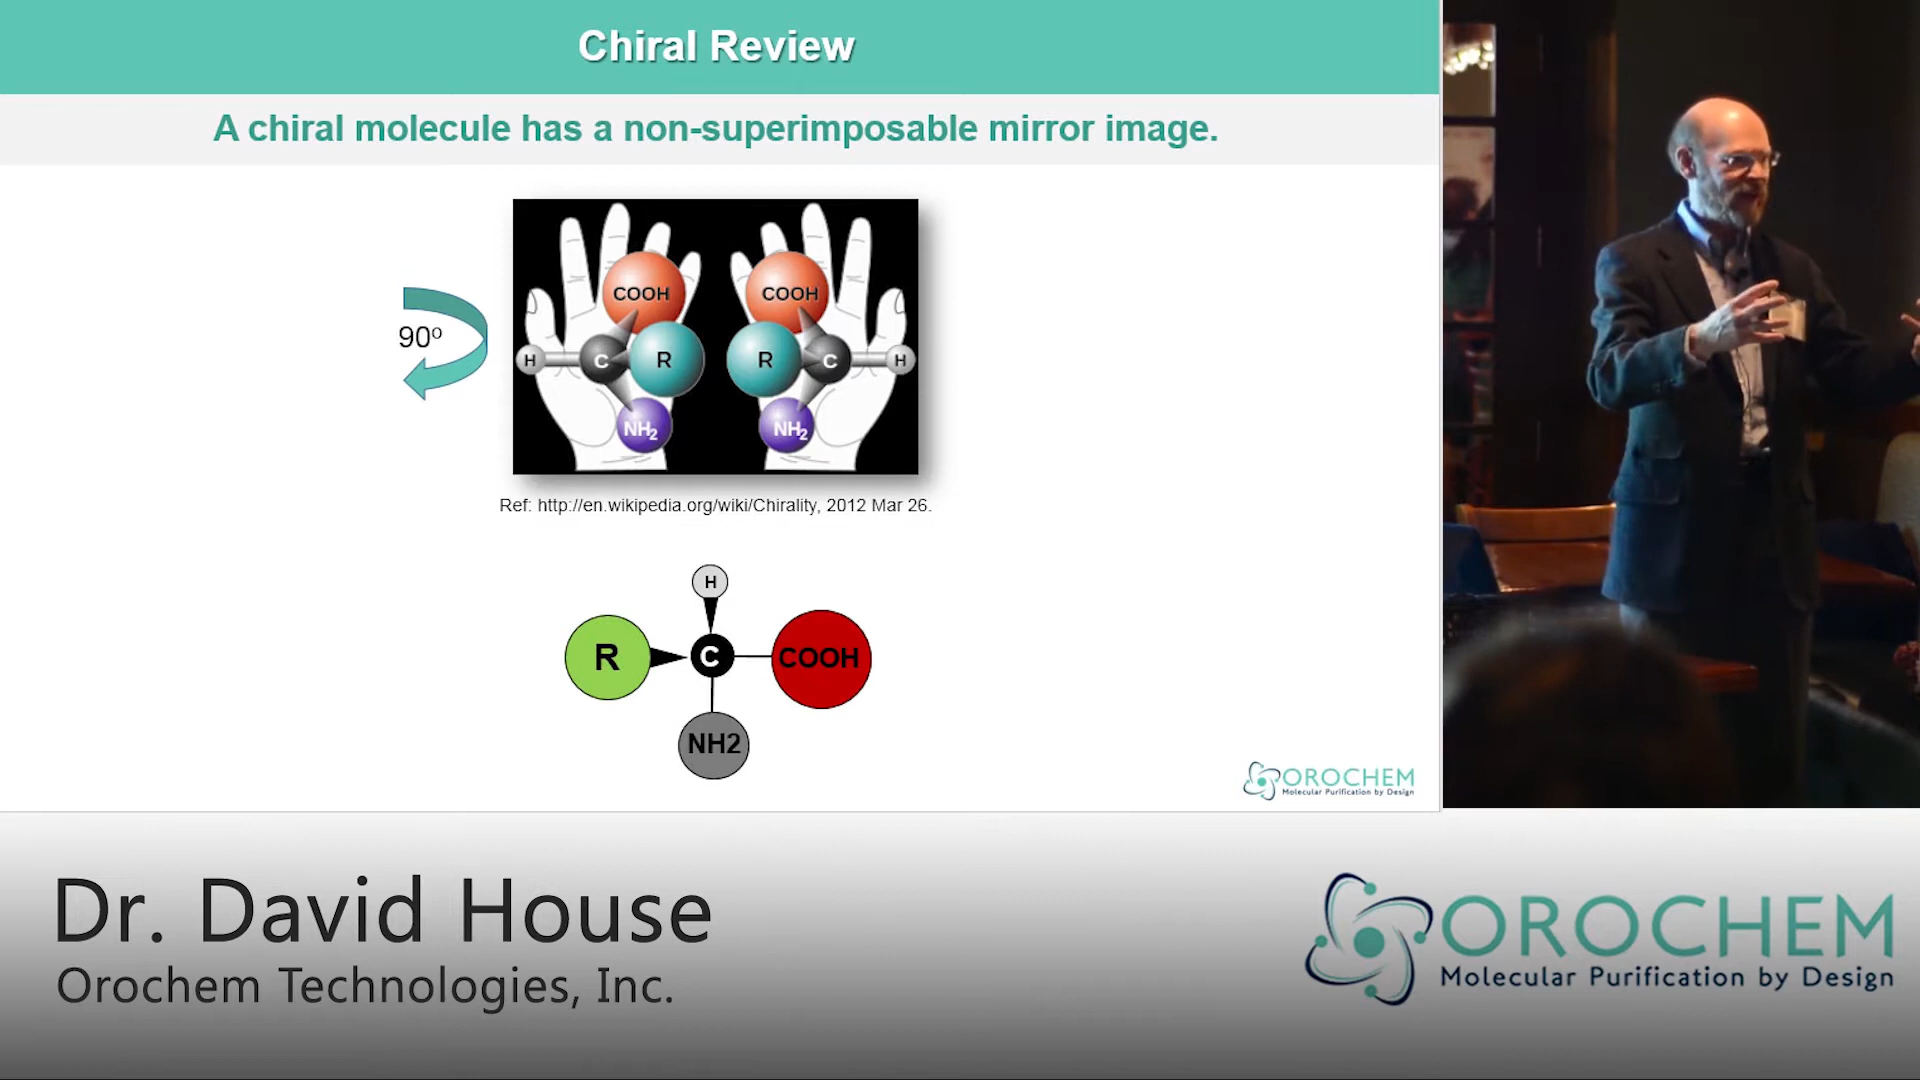 Chiral Review
A chiral molecule has a non-superimposable mirror image.
90º
COOH
COOH
H
C
R
R
C
H
NH2
NH2
Ref: http://en.wikipedia.org/wiki/Chirality, 2012 Mar 26.
H
R
C
COOH
NH2
OROCHEM
Molecular Purification by Design
Dr. David House
Orochem Technologies, Inc.
OROCHEM
Molecular Purification by Design